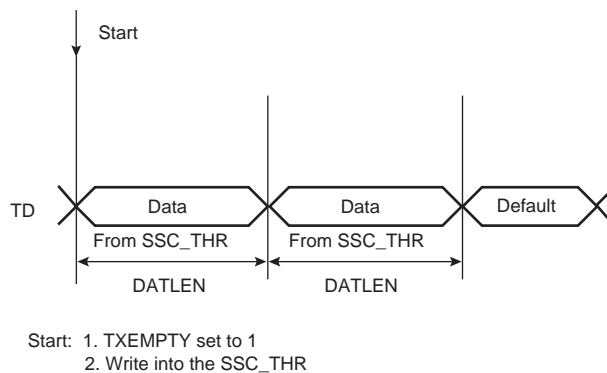 Start
TD
Data
Data
Default
From SSC_THR
From SSC_THR
DATLEN
DATLEN
Start: 1. TXEMPTY set to 1
2. Write into the SSC_THR